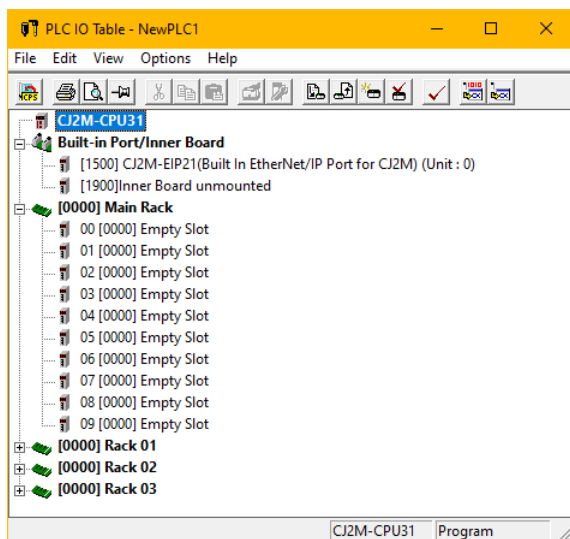 PLC IO Table - NewPLC1
File Edit View Options Help
CJ2M-CPU31
Built-in Port/Inner Board
[1500] CJ2M-EIP21(Built In EtherNet/IP Port for CJ2M) (Unit : 0)
[1900]Inner Board unmounted
[0000] Main Rack
00 [0000] Empty Slot
01 [0000] Empty Slot
02 [0000] Empty Slot
03 [0000] Empty Slot
04 [0000] Empty Slot
05 [0000] Empty Slot
06 [0000] Empty Slot
07 [0000] Empty Slot
08 [0000] Empty Slot
09 [0000] Empty Slot
[0000] Rack 01
[0000] Rack 02
[0000] Rack 03
CJ2M-CPU31 Program